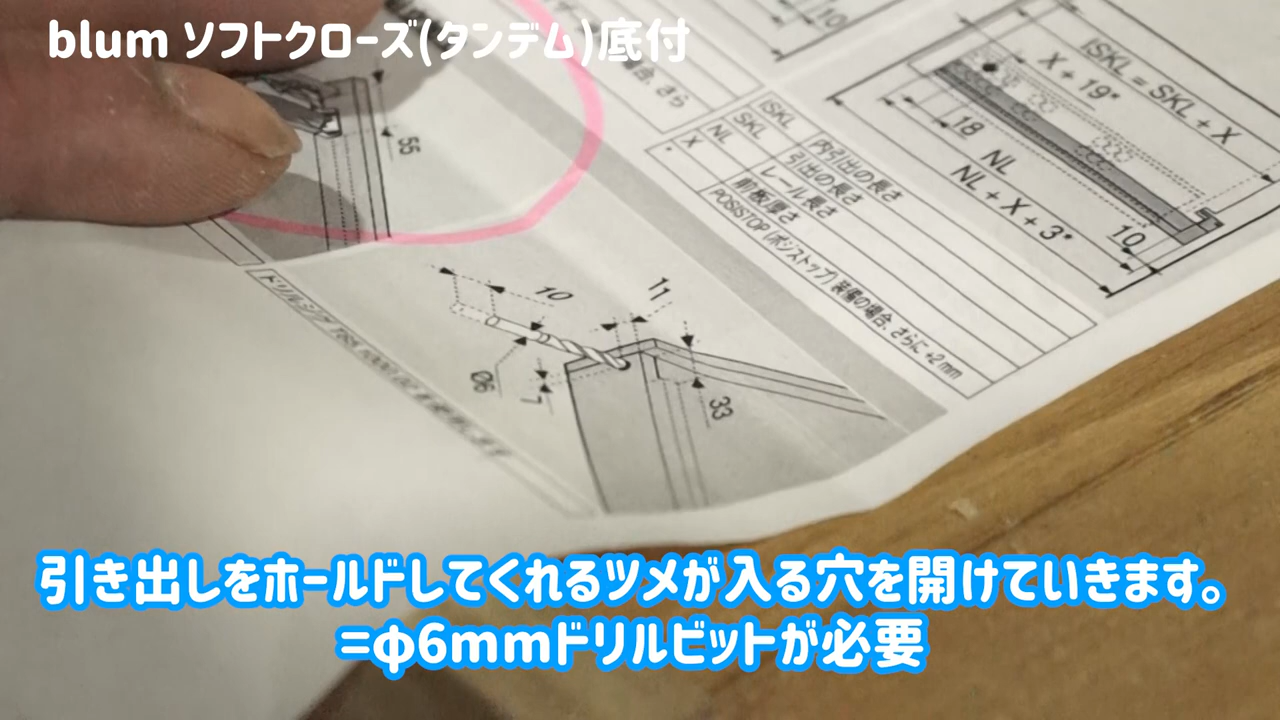 blum ソフトクローズ(タンデム)底付
10
ISKL = SKL + X
X + 19*
18
NL
NL + X + 3*
10
55
ISKL 内引出の長さ
SKL 引出の長さ
NL レール長さ
X 前板厚さ
* POSISTOP (ポジストップ) 装備の場合、さらに +2 mm
10
11
Ø6
7
33
引き出しをホールドしてくれるツメが入る穴を開けていきます。
=φ6mmドリルビットが必要